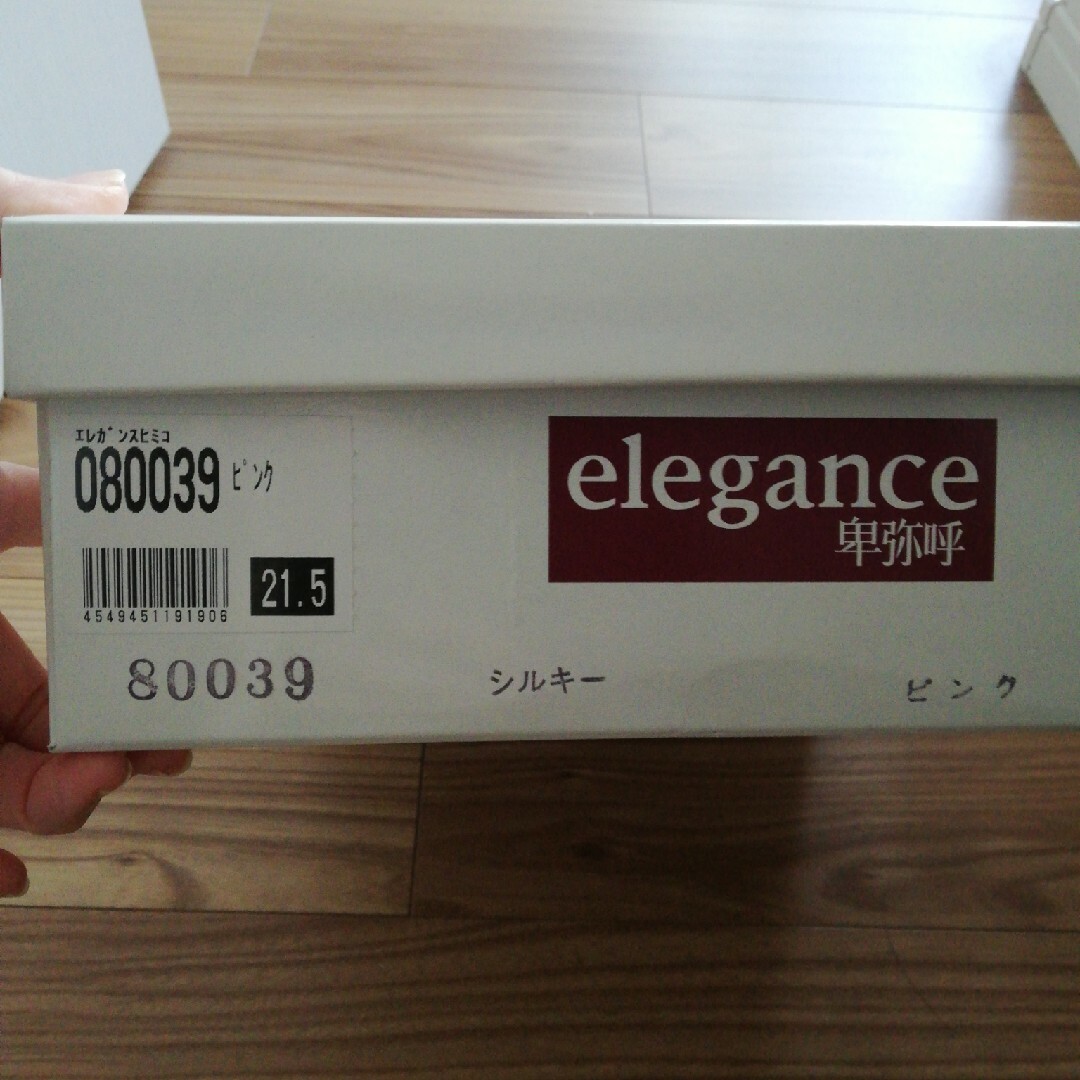 エレガンスヒミコ
080039 ピンク
4549451191906
21.5
elegance
卑弥呼
80039 シルキー ピンク